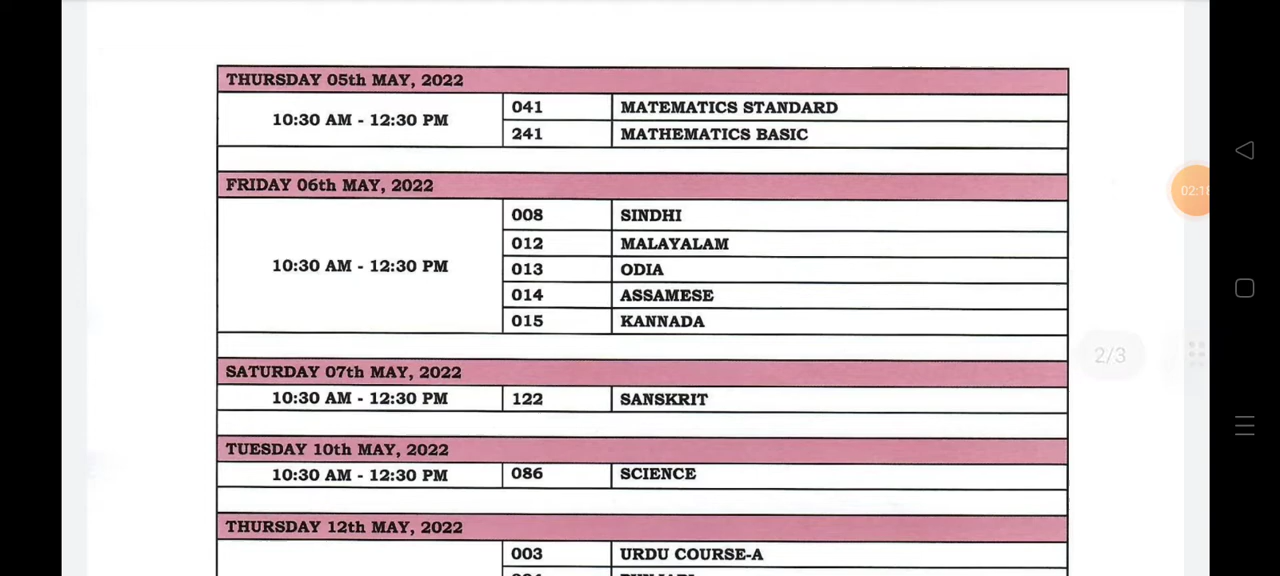 THURSDAY 05th MAY, 2022
10:30 AM - 12:30 PM
041 MATEMATICS STANDARD
241 MATHEMATICS BASIC
FRIDAY 06th MAY, 2022
10:30 AM - 12:30 PM
008 SINDHI
012 MALAYALAM
013 ODIA
014 ASSAMESE
015 KANNADA
SATURDAY 07th MAY, 2022
10:30 AM - 12:30 PM 122 SANSKRIT
TUESDAY 10th MAY, 2022
10:30 AM - 12:30 PM 086 SCIENCE
THURSDAY 12th MAY, 2022
003 URDU COURSE-A
2/3
02:18